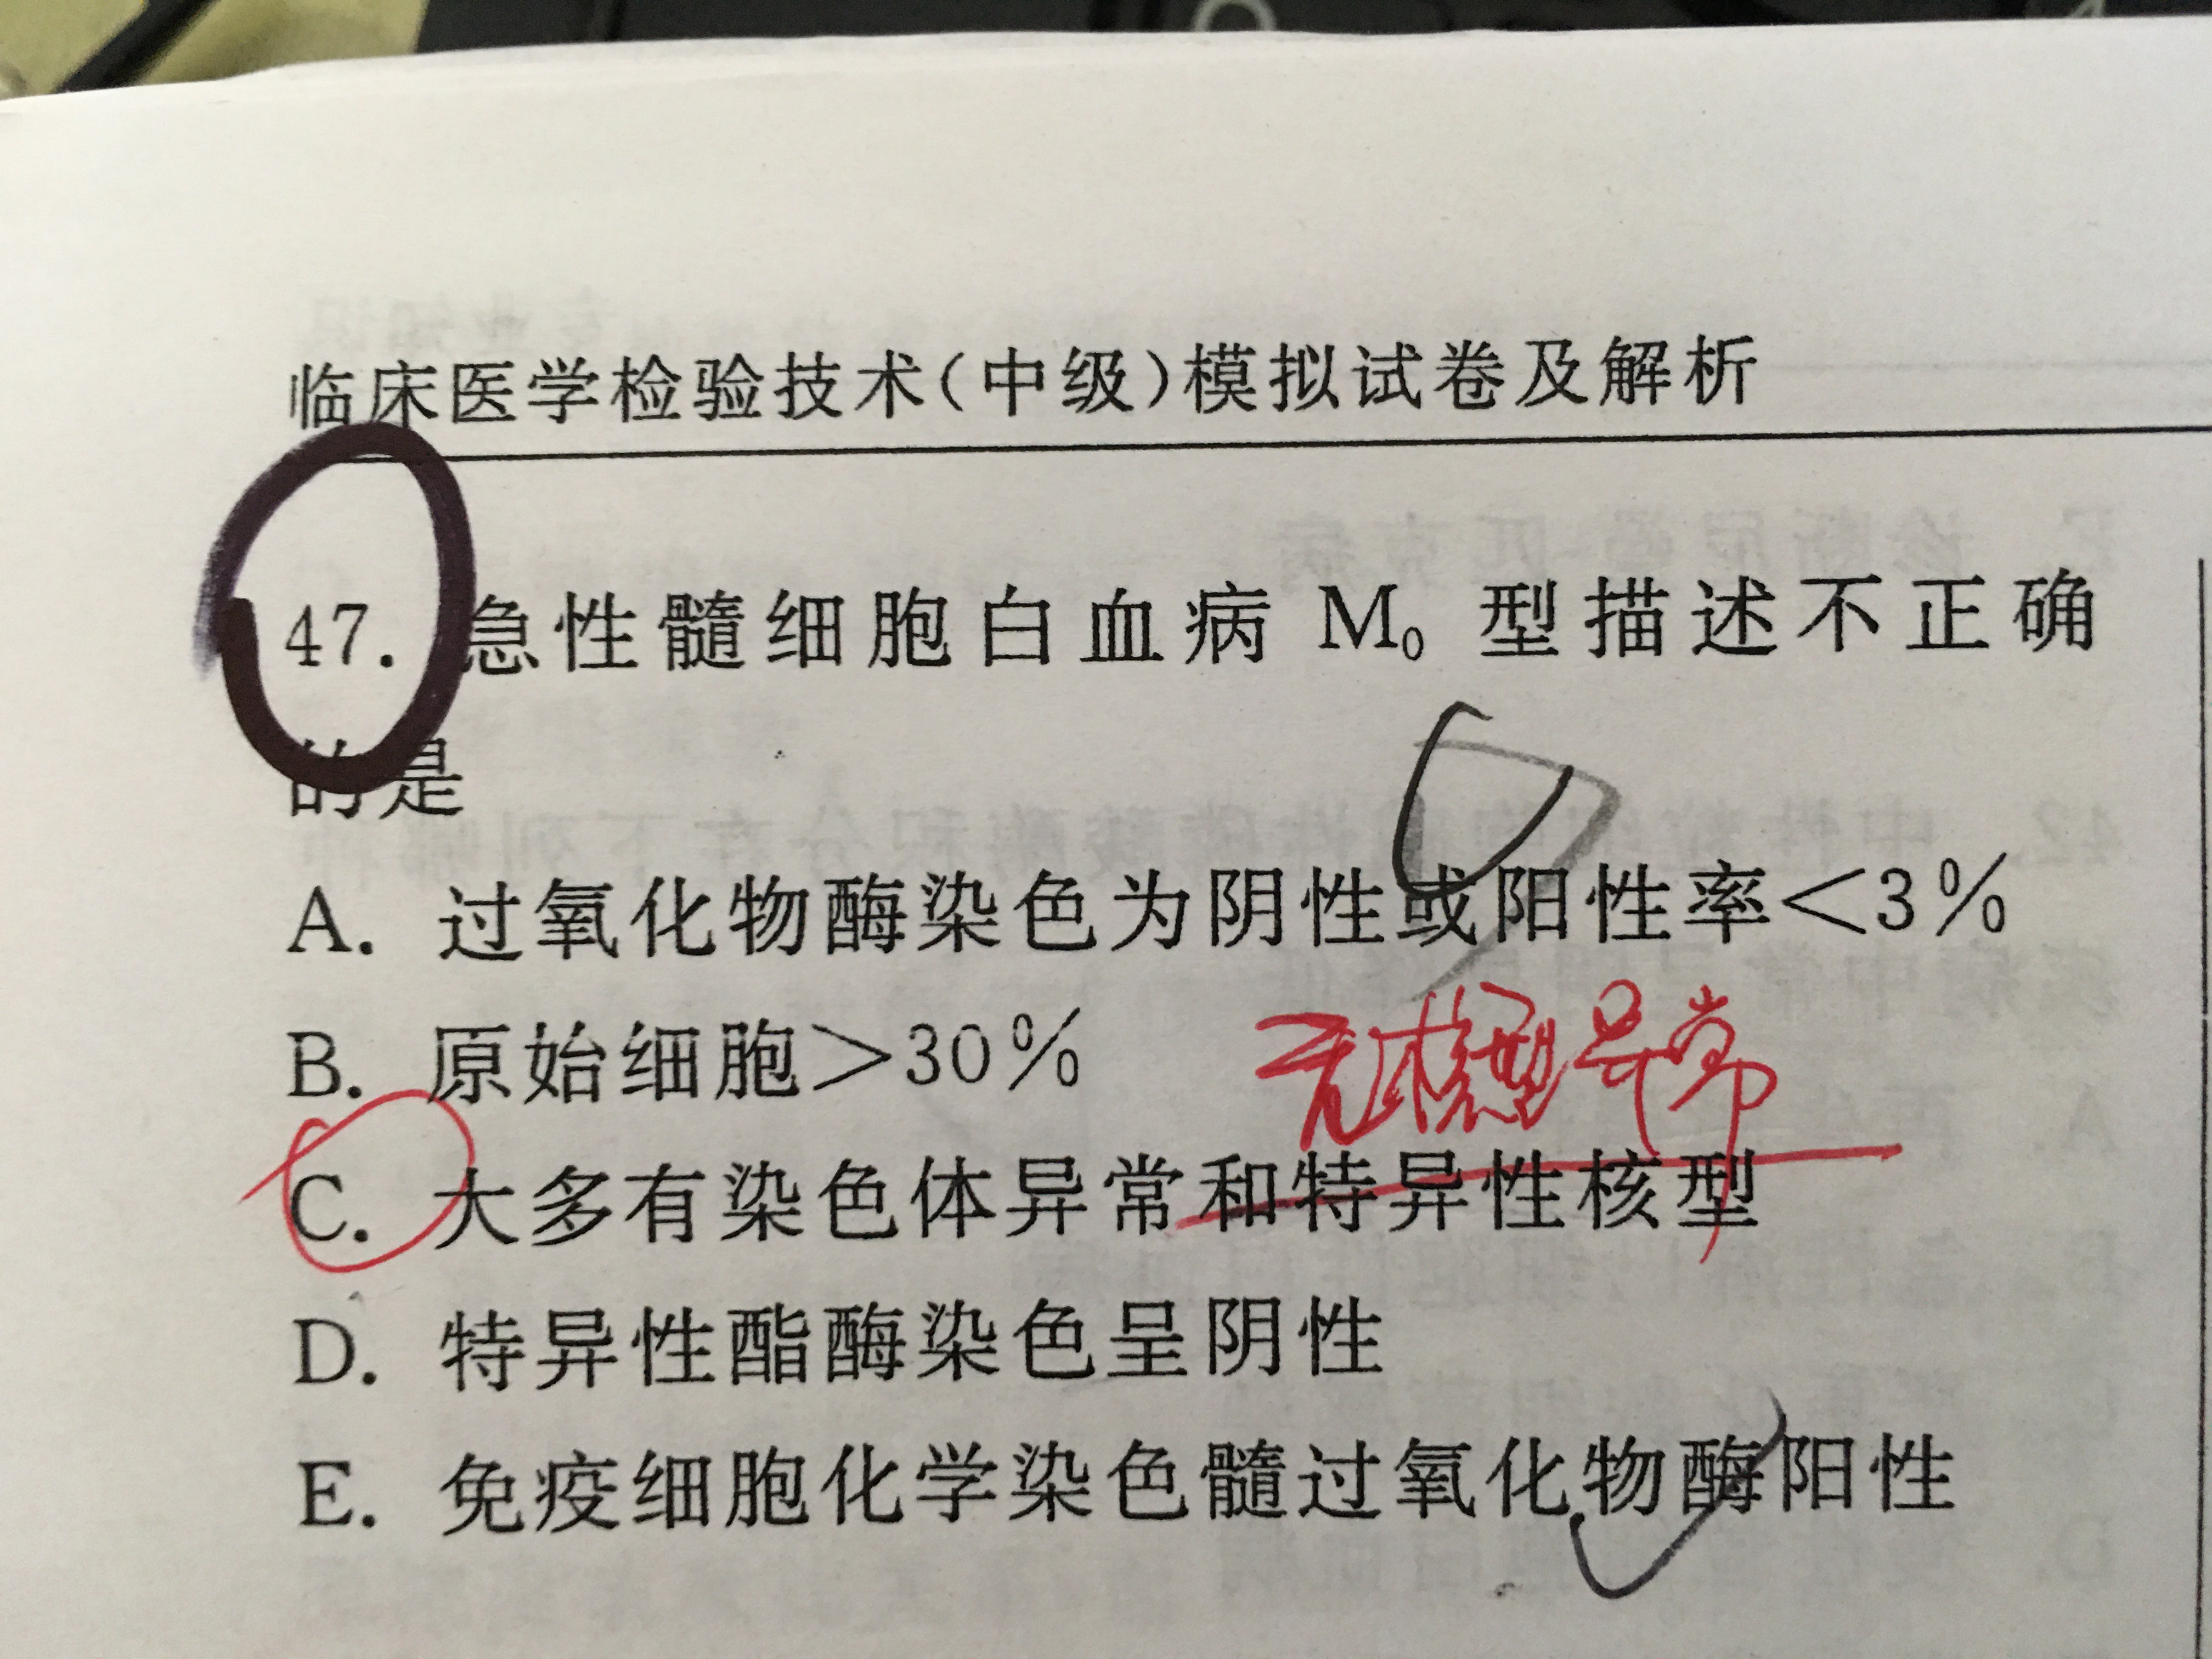 临床医学检验技术(中级)模拟试卷及解析
47. 急性髓细胞白血病 M₀ 型描述不正确
的是
A. 过氧化物酶染色为阴性或阳性率<3%
B. 原始细胞>30%
无核型异常
C. 大多有染色体异常和特异性核型
D. 特异性酯酶染色呈阴性
E. 免疫细胞化学染色髓过氧化物酶阳性